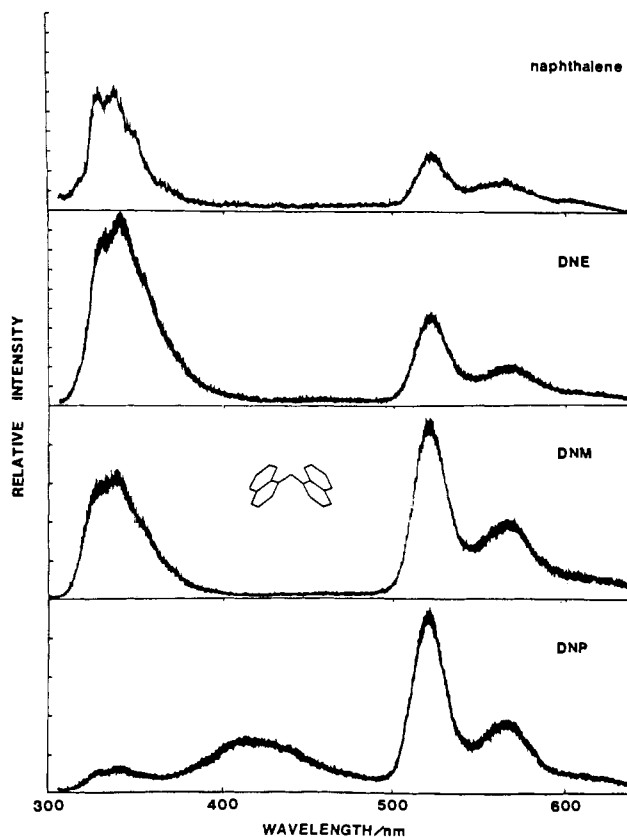 naphthalene
DNE
RELATIVE INTENSITY
DNM
DNP
300 400 500 600
WAVELENGTH/nm